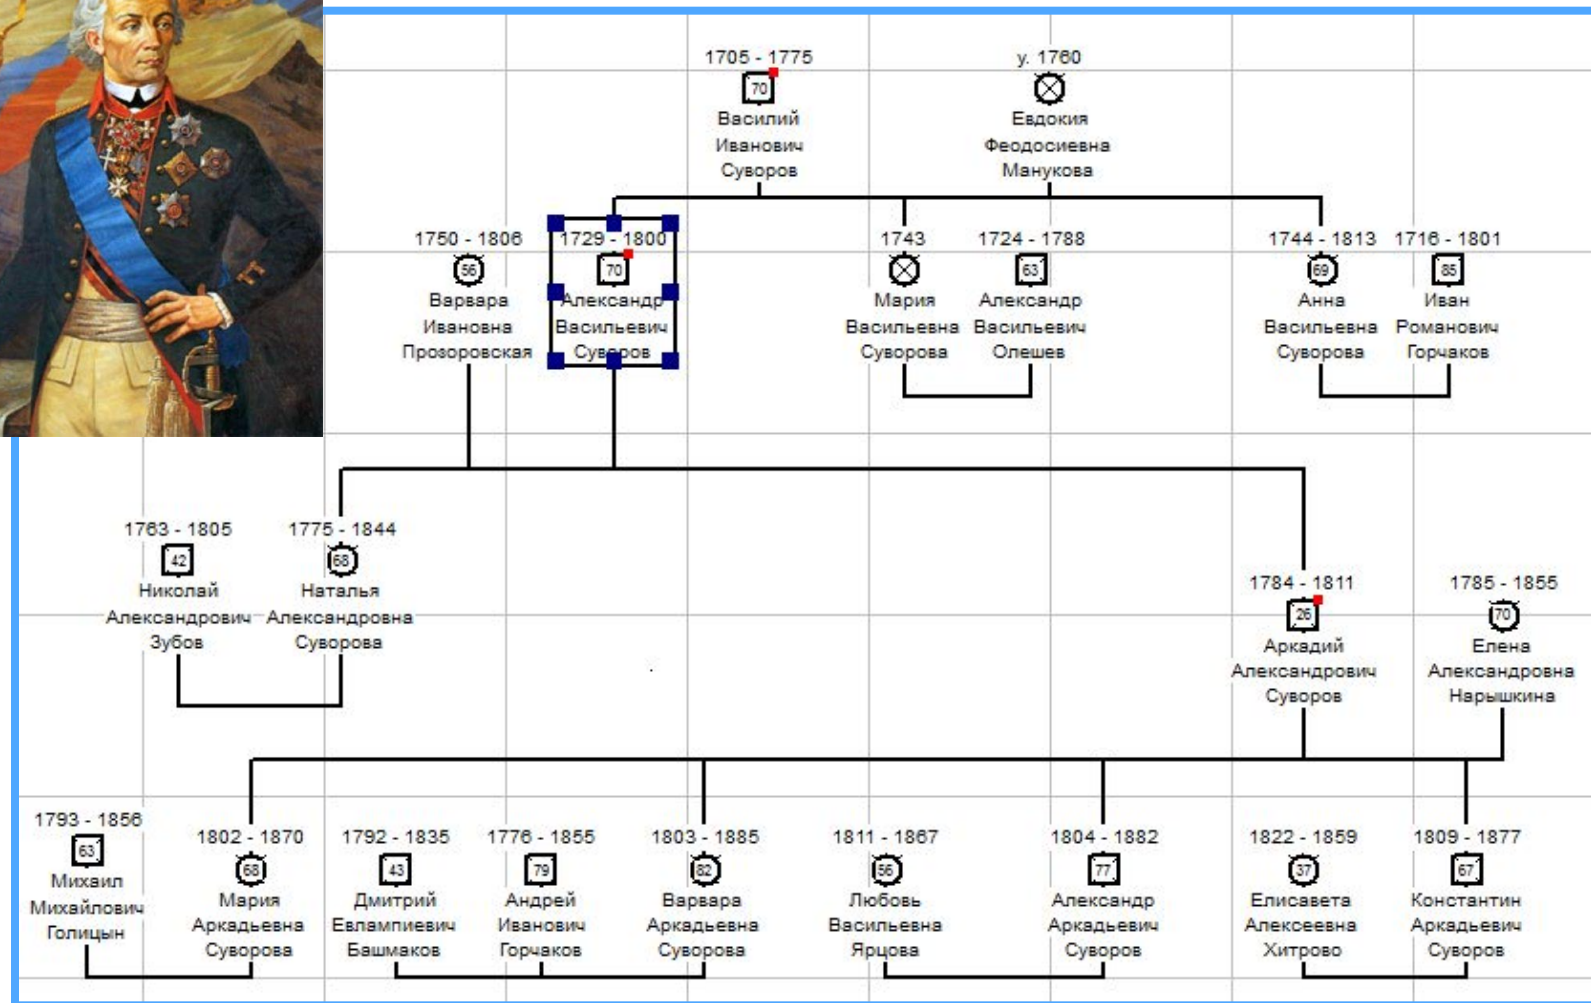 1705 - 1775
70
Василий
Иванович
Суворов
у. 1760
Евдокия
Феодосиевна
Манукова
1750 - 1806
56
Варвара
Ивановна
Прозоровская
1729 - 1800
70
Александр
Васильевич
Суворов
1743
Мария
Васильевна
Суворова
1724 - 1788
63
Александр
Васильевич
Олешев
1744 - 1813
69
Анна
Васильевна
Суворова
1716 - 1801
85
Иван
Романович
Горчаков
1763 - 1805
42
Николай
Александрович
Зубов
1775 - 1844
68
Наталья
Александровна
Суворова
1784 - 1811
26
Аркадий
Александрович
Суворов
1785 - 1855
70
Елена
Александровна
Нарышкина
1793 - 1856
63
Михаил
Михайлович
Голицын
1802 - 1870
68
Мария
Аркадьевна
Суворова
1792 - 1835
43
Дмитрий
Евлампиевич
Башмаков
1776 - 1855
79
Андрей
Иванович
Горчаков
1803 - 1885
82
Варвара
Аркадьевна
Суворова
1811 - 1867
56
Любовь
Васильевна
Ярцова
1804 - 1882
77
Александр
Аркадьевич
Суворов
1822 - 1859
37
Елисавета
Алексеевна
Хитрово
1809 - 1877
67
Константин
Аркадьевич
Суворов